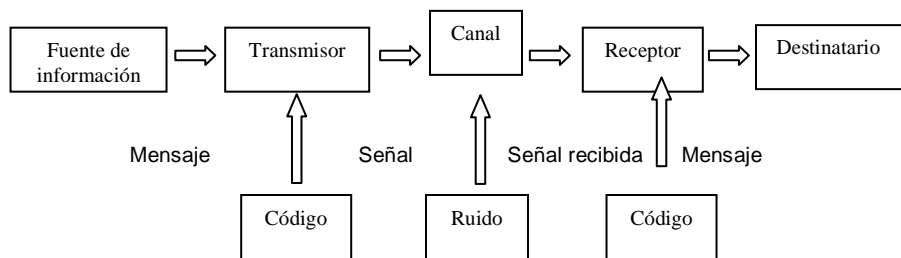 Fuente de
información
Transmisor
Canal
Receptor
Destinatario
Mensaje
Señal
Señal recibida
Mensaje
Código
Ruido
Código